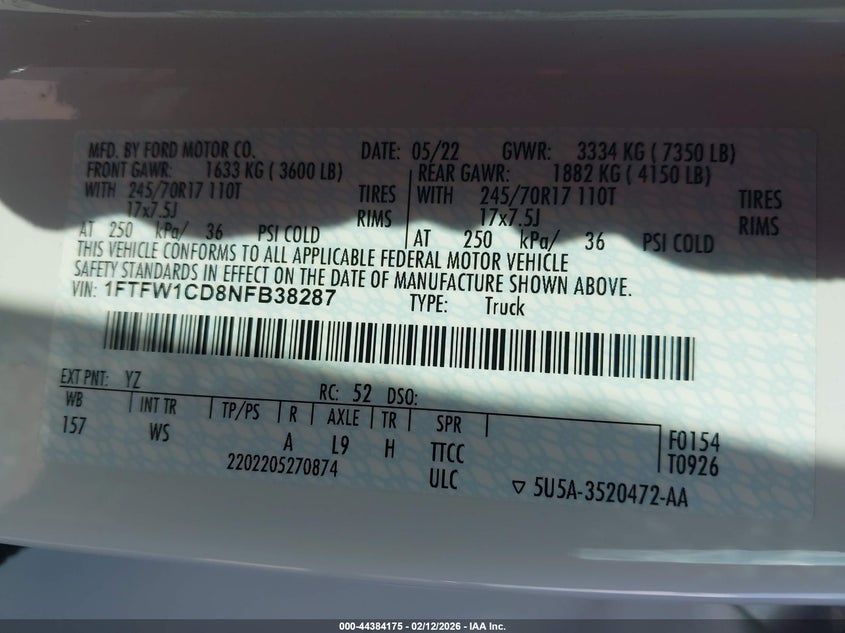 MFD. BY FORD MOTOR CO. DATE: 05/22 GVWR: 3334 KG ( 7350 LB)
FRONT GAWR: 1633 KG ( 3600 LB) REAR GAWR: 1882 KG ( 4150 LB)
WITH 245/70R17 110T TIRES WITH 245/70R17 110T TIRES
17x7.5J RIMS 17x7.5J RIMS
AT 250 kPa/ 36 PSI COLD AT 250 kPa/ 36 PSI COLD
THIS VEHICLE CONFORMS TO ALL APPLICABLE FEDERAL MOTOR VEHICLE
SAFETY STANDARDS IN EFFECT ON THE DATE OF MANUFACTURE SHOWN ABOVE.
VIN: 1FTFW1CD8NFB38287 TYPE: Truck
EXT PNT: YZ RC: 52 DSO:
WB INT TR TP/PS R AXLE TR SPR
157 WS A L9 H TTCC F0154
2202205270874 ULC T0926
5U5A-3520472-AA
000-44384175 - 02/12/2026 - IAA Inc.